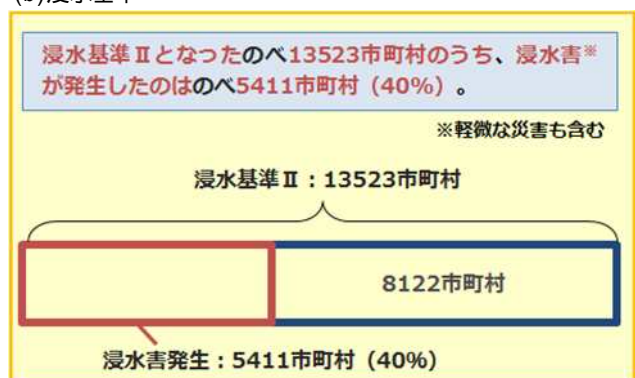 浸水基準Ⅱとなったのべ13523市町村のうち、浸水害※
が発生したのはのべ5411市町村（40%）。
※軽微な災害も含む
浸水基準Ⅱ：13523市町村
8122市町村
浸水害発生：5411市町村（40%）